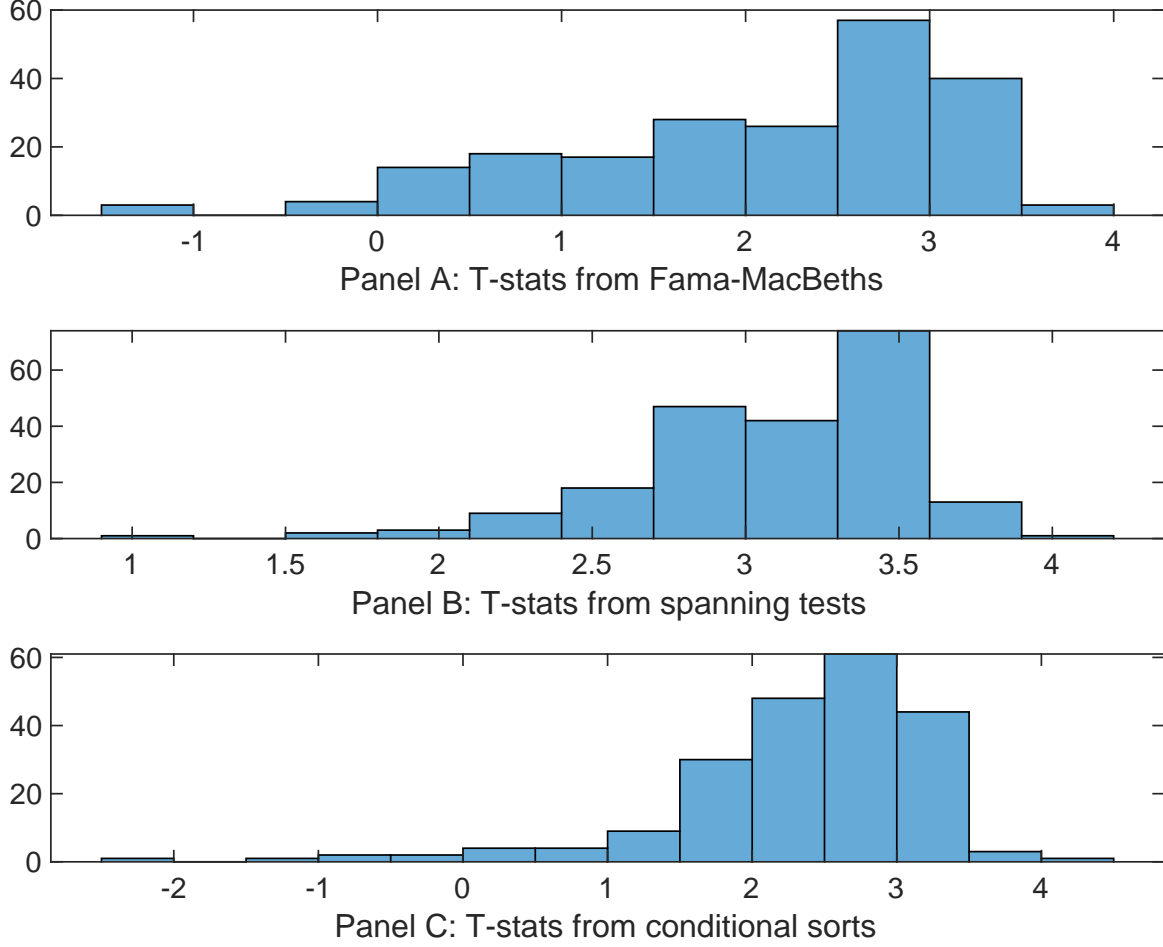 60
40
20
0
-1 0 1 2 3 4
Panel A: T-stats from Fama-MacBeths
60
40
20
0
1 1.5 2 2.5 3 3.5 4
Panel B: T-stats from spanning tests
60
40
20
0
-2 -1 0 1 2 3 4
Panel C: T-stats from conditional sorts